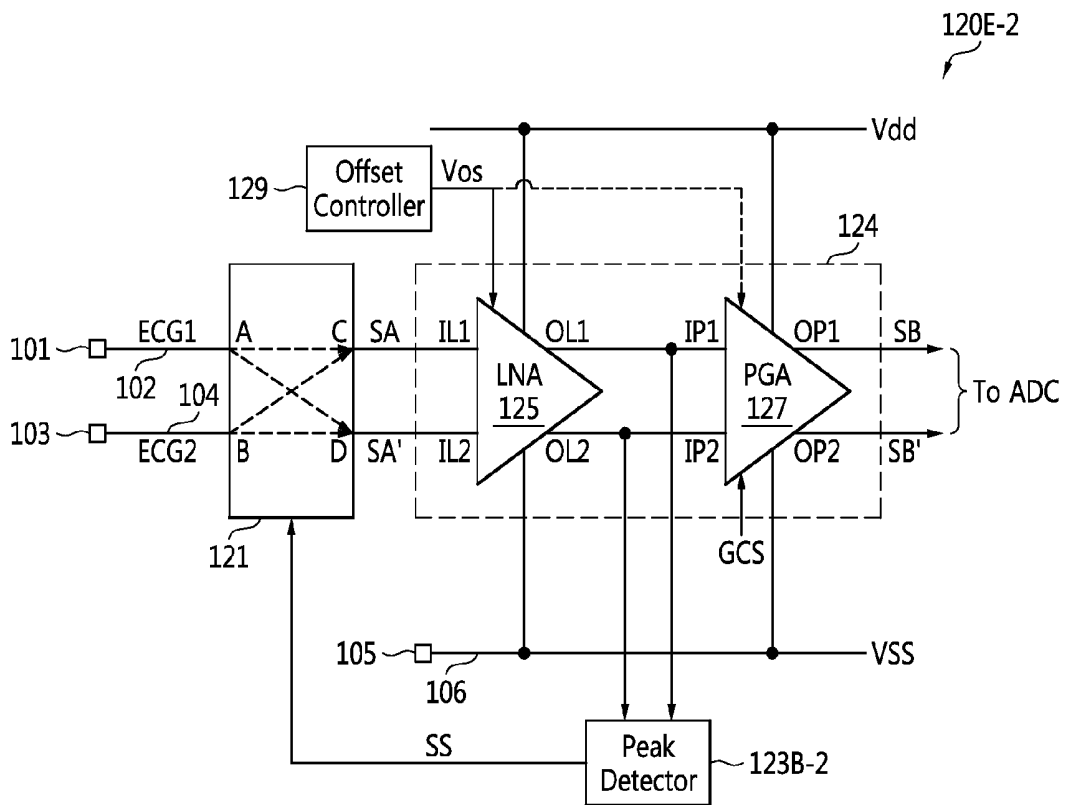 120E-2
Vdd
Offset
Controller
Vos
129
124
ECG1
A
C
SA
IL1
OL1
IP1
OP1
SB
101
102
LNA
125
PGA
127
To ADC
104
103
ECG2
B
D
SA'
IL2
OL2
IP2
OP2
SB'
121
GCS
105
106
VSS
SS
Peak
Detector
123B-2